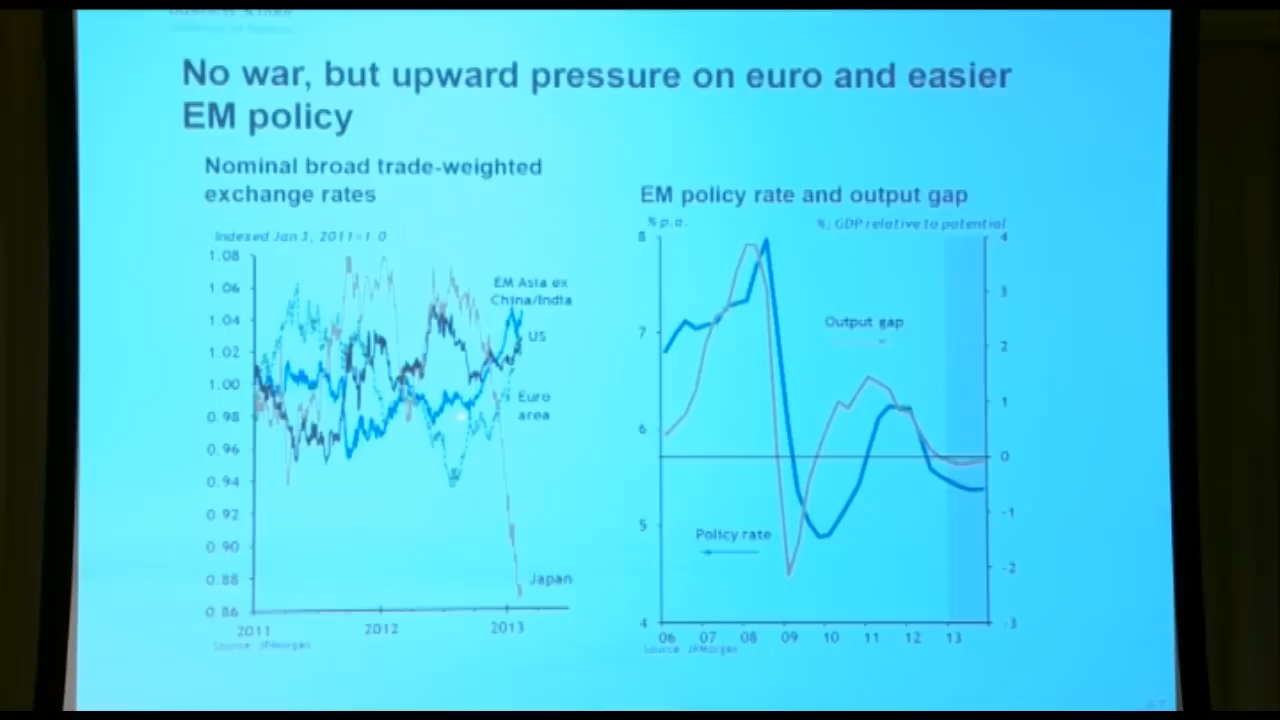 No war, but upward pressure on euro and easier
EM policy
Nominal broad trade-weighted
exchange rates
Indexed Jan 3, 2011=1.0
1.08
1.06
1.04
1.02
1.00
0.98
0.96
0.94
0.92
0.90
0.88
0.86
EM Asia ex
China/India
US
Euro
area
Japan
2011
2012
2013
Source: JPMorgan
EM policy rate and output gap
% p.a.
%; GDP relative to potential
8
7
6
5
4
4
3
2
1
0
-1
-2
-3
Output gap
Policy rate
06 07 08 09 10 11 12 13
Source: JPMorgan